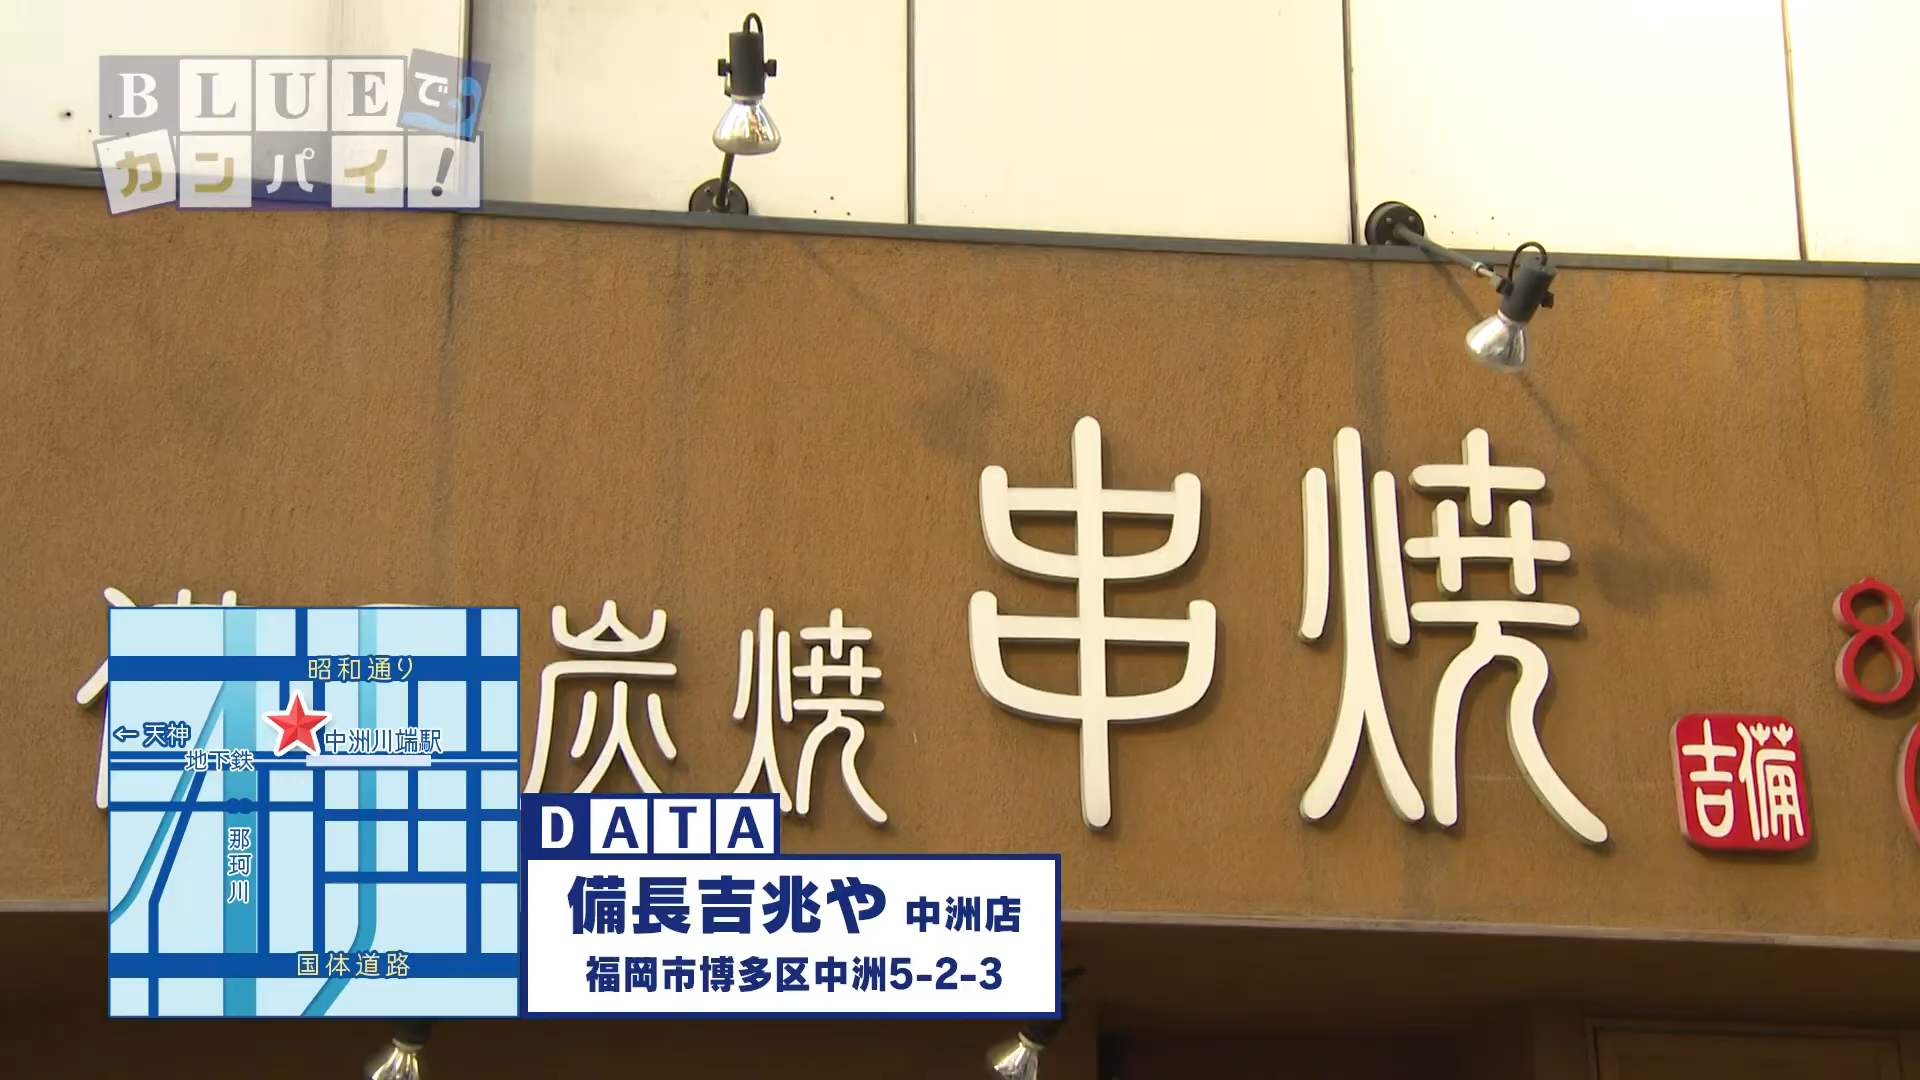 BLUEで
カンパイ!
炭焼 串焼
吉備
昭和通り
← 天神
地下鉄
中洲川端駅
那珂川
国体道路
DATA
備長吉兆や 中洲店
福岡市博多区中洲5-2-3